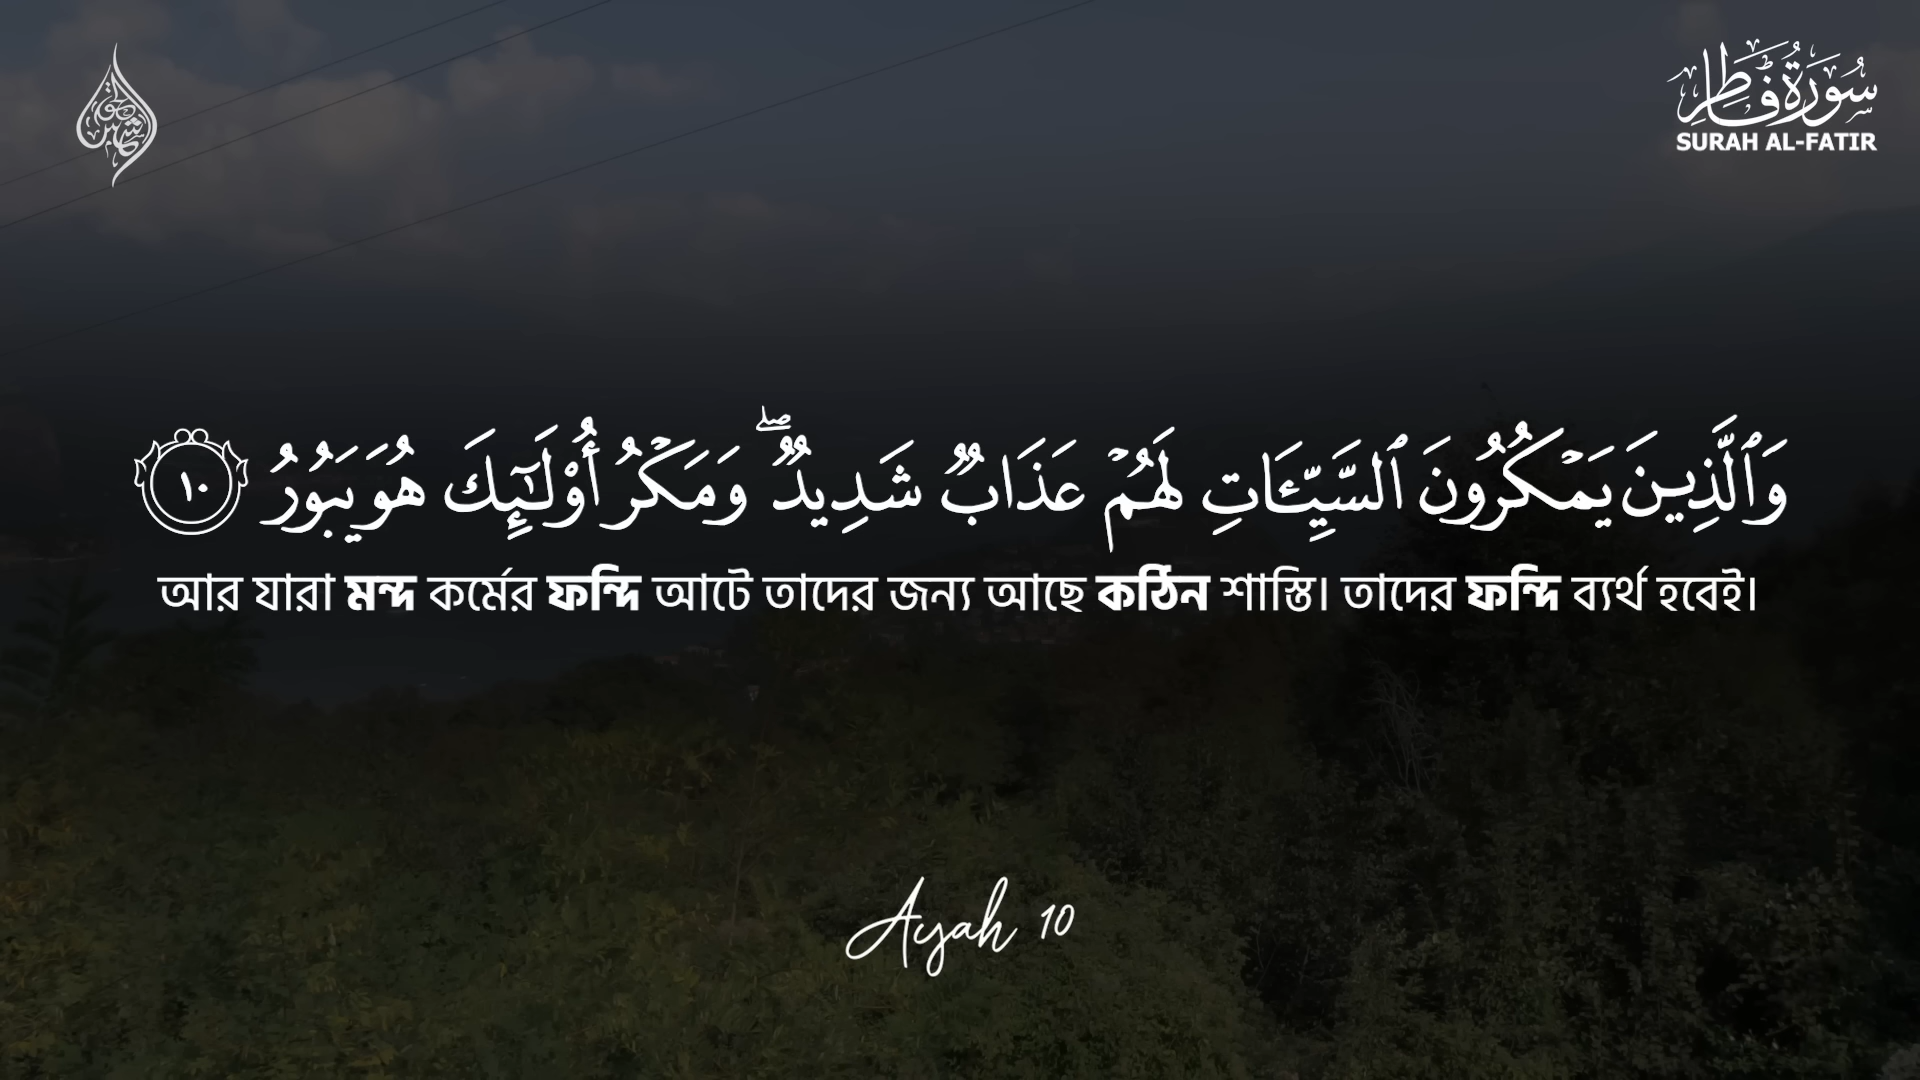 سُورَةُ فَاطِر
SURAH AL-FATIR
وَٱلَّذِينَ يَمْكُرُونَ ٱلسَّيِّـَٔاتِ لَهُمْ عَذَابٌ شَدِيدٌ ۖ وَمَكْرُ أُو۟لَـٰٓئِكَ هُوَ يَبُورُ ١٠
আর যারা মন্দ কর্মের ফন্দি আটে তাদের জন্য আছে কঠিন শাস্তি। তাদের ফন্দি ব্যর্থ হবেই।
Ayah 10